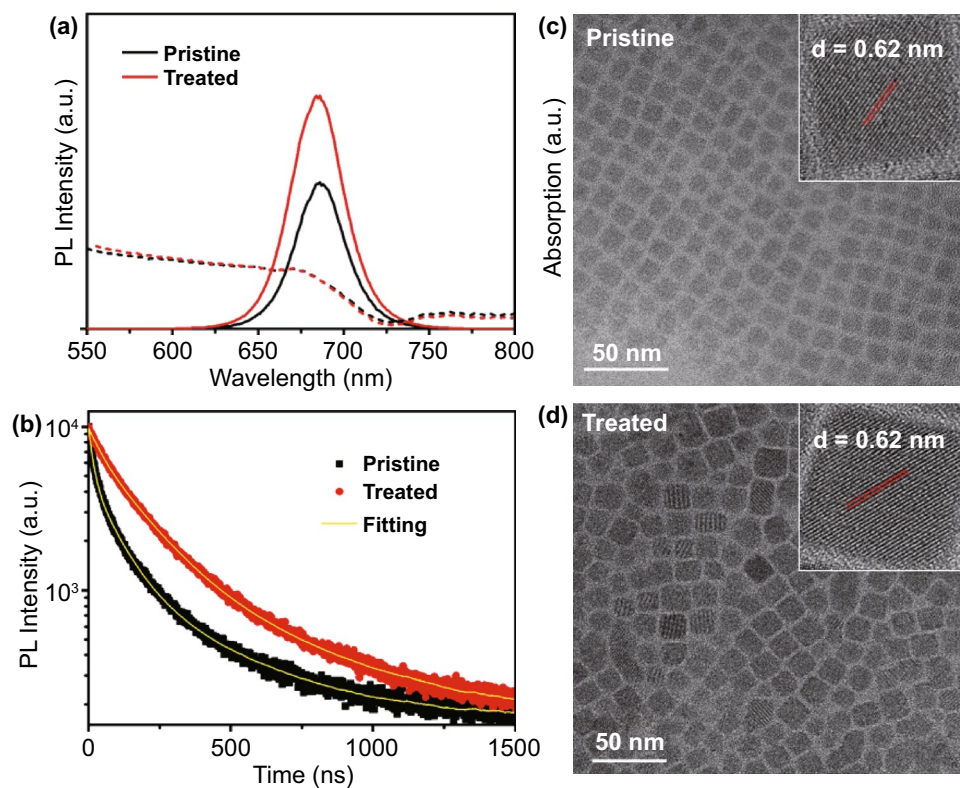 (a)
Pristine
Treated
PL Intensity (a.u.)
Absorption (a.u.)
550 600 650 700 750 800
Wavelength (nm)
(b)
10⁴
10³
Pristine
Treated
Fitting
PL Intensity (a.u.)
0 500 1000 1500
Time (ns)
(c)
Pristine
d = 0.62 nm
50 nm
(d)
Treated
d = 0.62 nm
50 nm